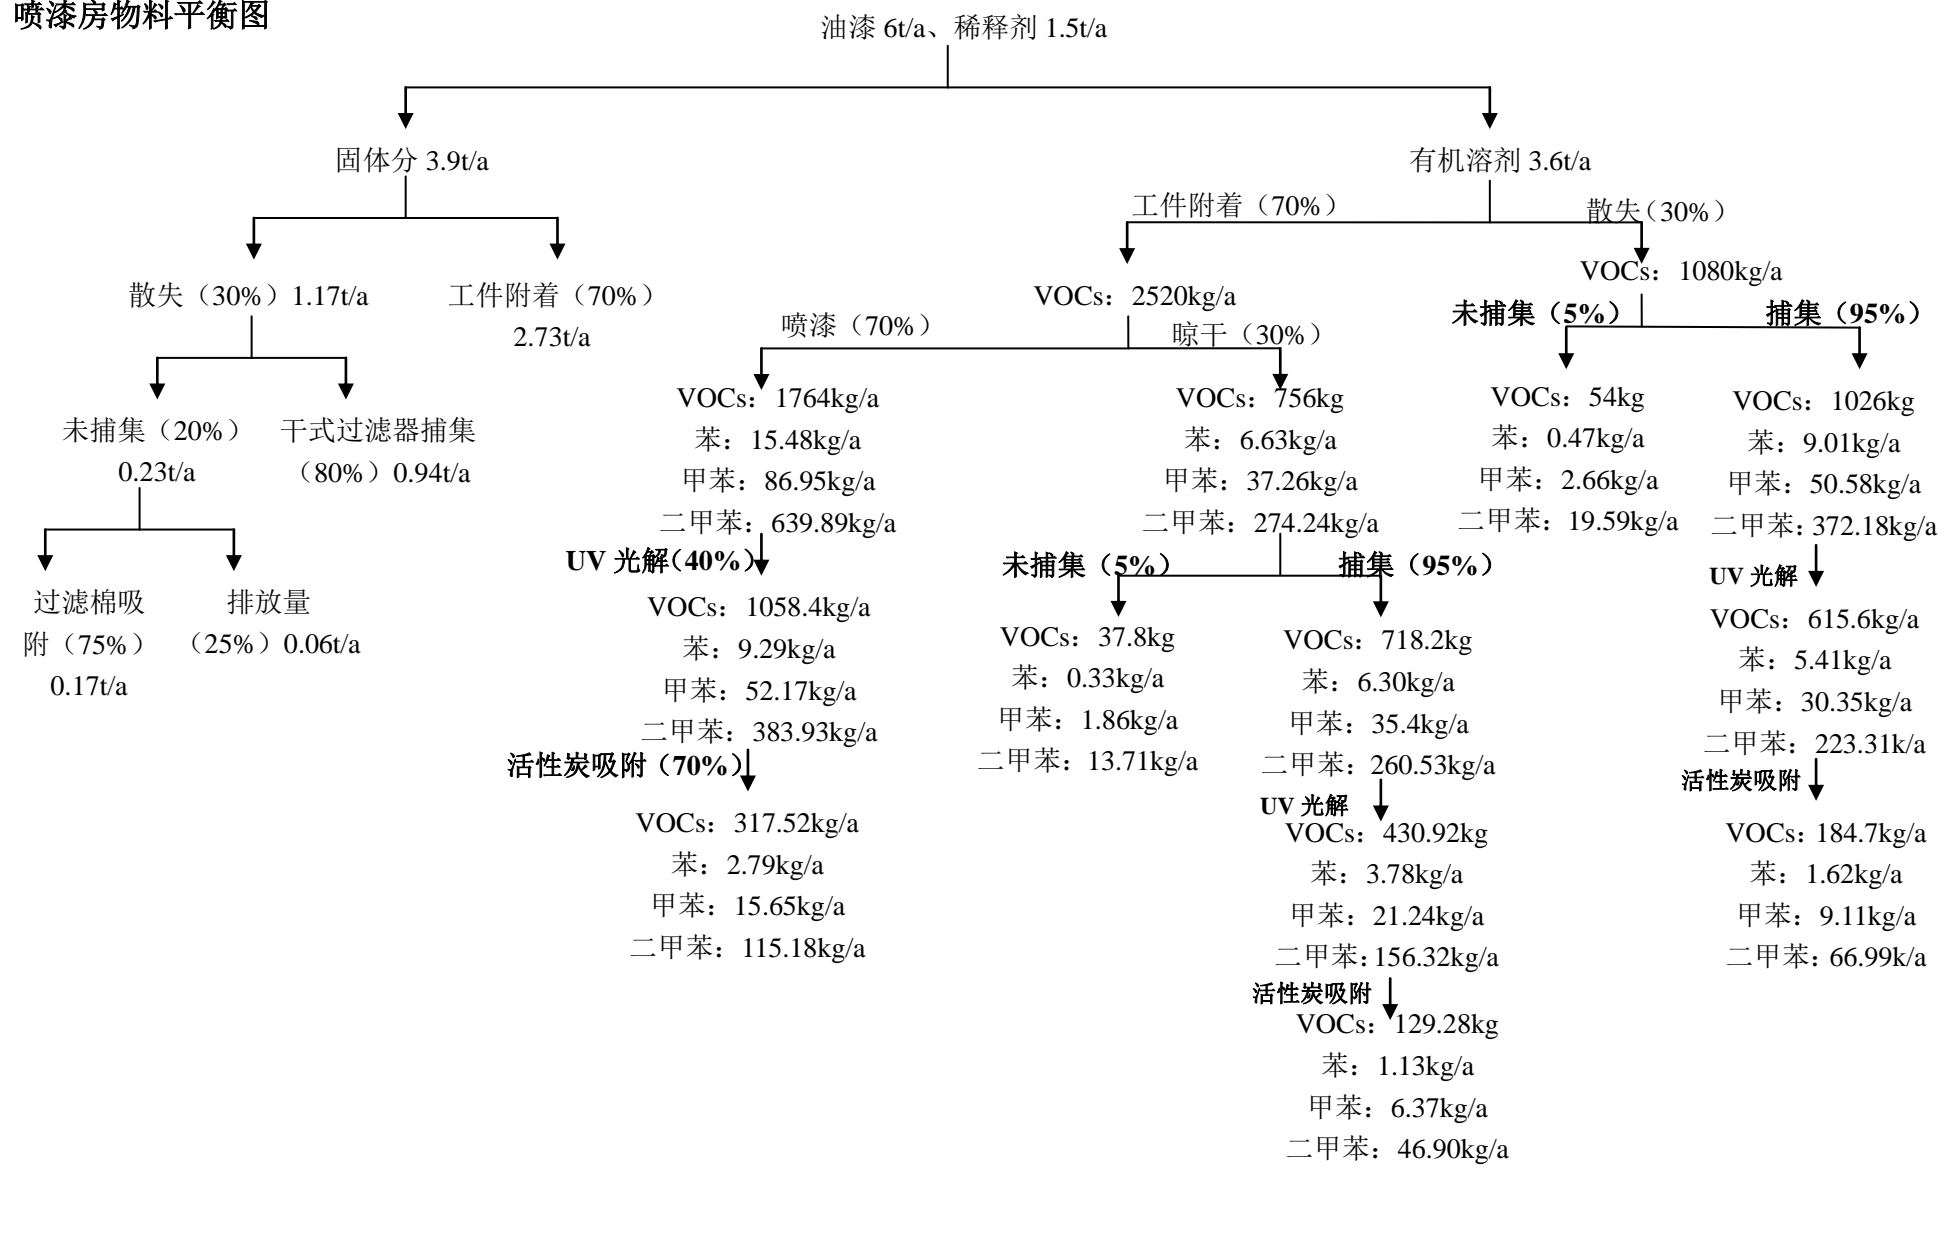 喷漆房物料平衡图
油漆 6t/a、稀释剂 1.5t/a
固体分 3.9t/a
有机溶剂 3.6t/a
散失（30%）1.17t/a
工件附着（70%）
2.73t/a
未捕集（20%）
0.23t/a
干式过滤器捕集
（80%）0.94t/a
过滤棉吸
附（75%）
0.17t/a
排放量
（25%）0.06t/a
工件附着（70%）
散失（30%）
VOCs：2520kg/a
喷漆（70%）
晾干（30%）
VOCs：1764kg/a
苯：15.48kg/a
甲苯：86.95kg/a
二甲苯：639.89kg/a
UV 光解（40%）
VOCs：1058.4kg/a
苯：9.29kg/a
甲苯：52.17kg/a
二甲苯：383.93kg/a
活性炭吸附（70%）
VOCs：317.52kg/a
苯：2.79kg/a
甲苯：15.65kg/a
二甲苯：115.18kg/a
VOCs：756kg
苯：6.63kg/a
甲苯：37.26kg/a
二甲苯：274.24kg/a
未捕集（5%）
捕集（95%）
VOCs：37.8kg
苯：0.33kg/a
甲苯：1.86kg/a
二甲苯：13.71kg/a
VOCs：718.2kg
苯：6.30kg/a
甲苯：35.4kg/a
二甲苯：260.53kg/a
UV 光解
VOCs：430.92kg
苯：3.78kg/a
甲苯：21.24kg/a
二甲苯：156.32kg/a
活性炭吸附
VOCs：129.28kg
苯：1.13kg/a
甲苯：6.37kg/a
二甲苯：46.90kg/a
VOCs：1080kg/a
未捕集（5%）
捕集（95%）
VOCs：54kg
苯：0.47kg/a
甲苯：2.66kg/a
二甲苯：19.59kg/a
VOCs：1026kg
苯：9.01kg/a
甲苯：50.58kg/a
二甲苯：372.18kg/a
UV 光解
VOCs：615.6kg/a
苯：5.41kg/a
甲苯：30.35kg/a
二甲苯：223.31k/a
活性炭吸附
VOCs：184.7kg/a
苯：1.62kg/a
甲苯：9.11kg/a
二甲苯：66.99k/a